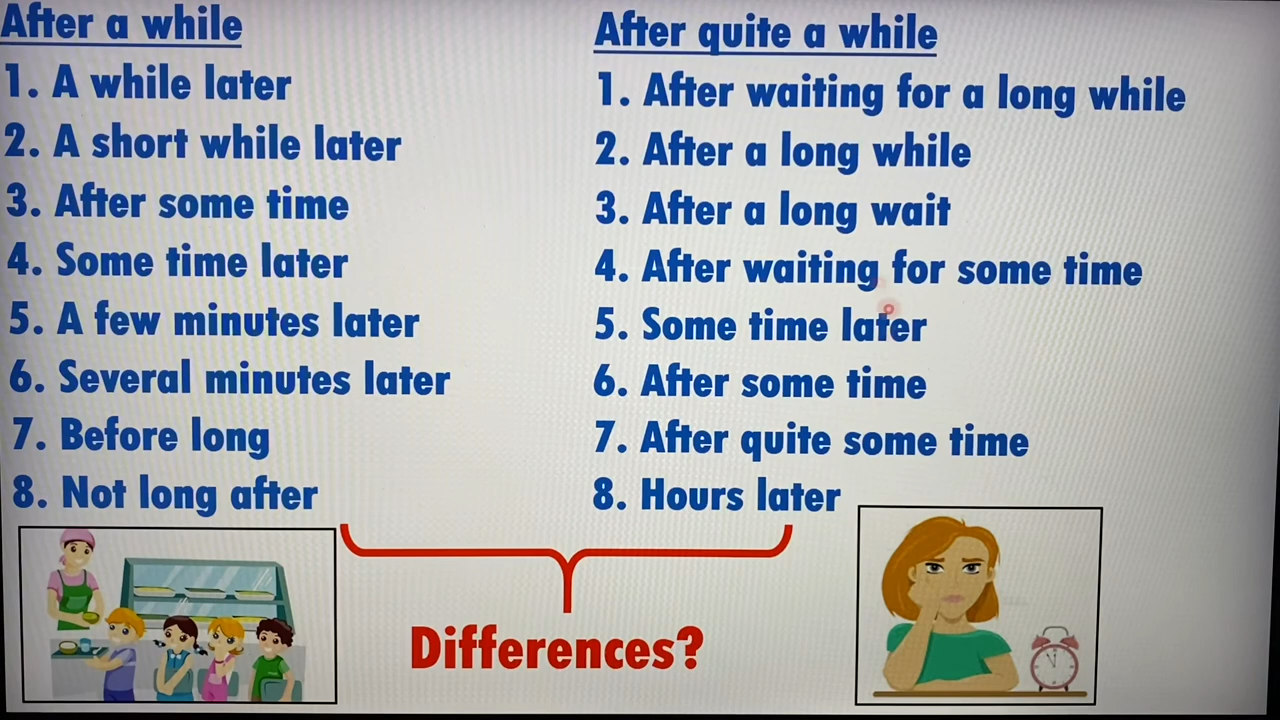 After a while
1. A while later
2. A short while later
3. After some time
4. Some time later
5. A few minutes later
6. Several minutes later
7. Before long
8. Not long after
After quite a while
1. After waiting for a long while
2. After a long while
3. After a long wait
4. After waiting for some time
5. Some time later
6. After some time
7. After quite some time
8. Hours later
Differences?